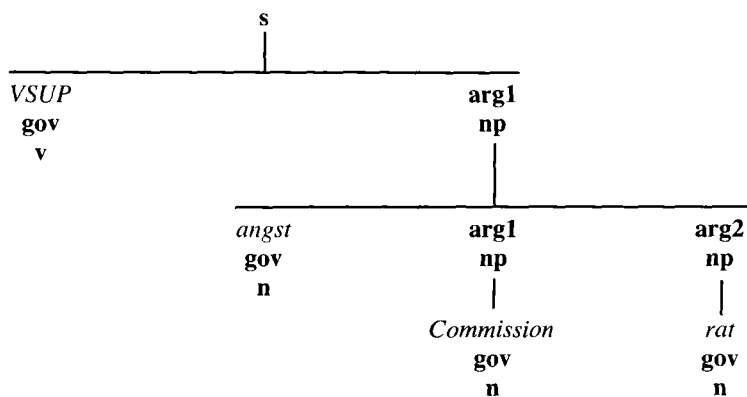 s
VSUP arg1
gov np
v
angst arg1 arg2
gov np np
n
Commission rat
gov gov
n n